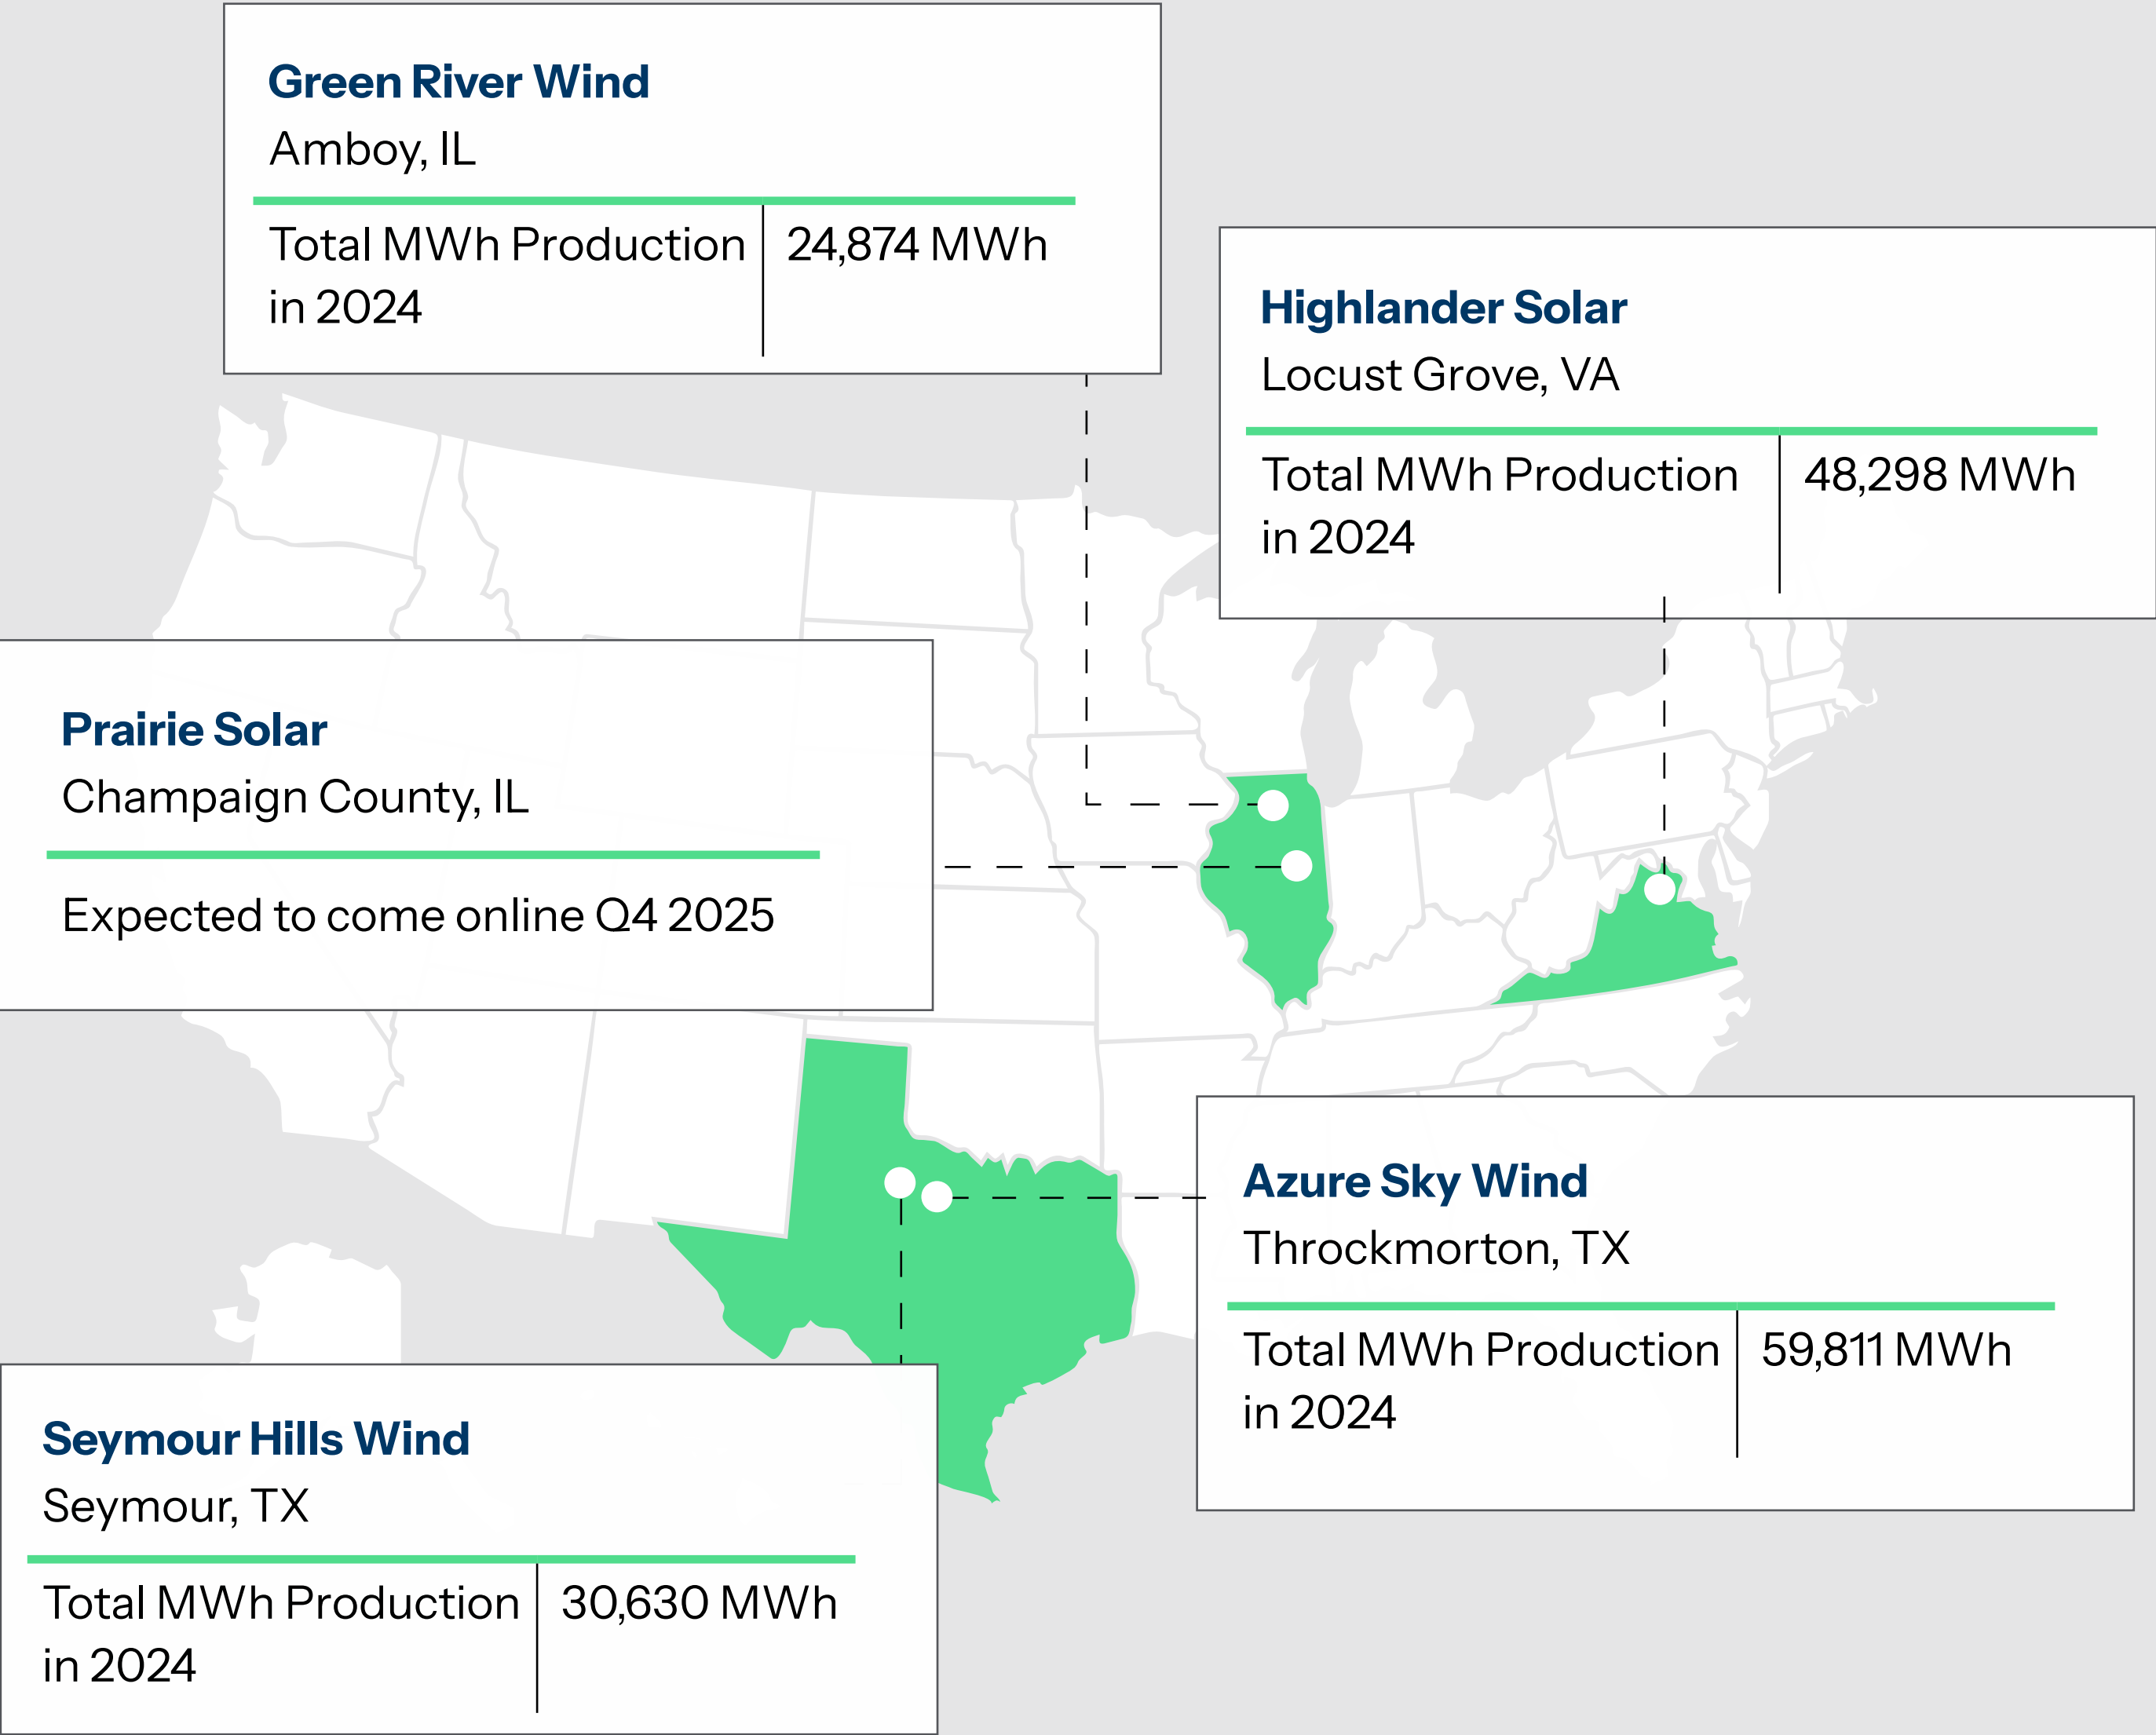 Green River Wind
Amboy, IL
Total MWh Production
in 2024
24,874 MWh
Highlander Solar
Locust Grove, VA
Total MWh Production
in 2024
48,298 MWh
Prairie Solar
Champaign County, IL
Expected to come online Q4 2025
Azure Sky Wind
Throckmorton, TX
Total MWh Production
in 2024
59,811 MWh
Seymour Hills Wind
Seymour, TX
Total MWh Production
in 2024
30,630 MWh